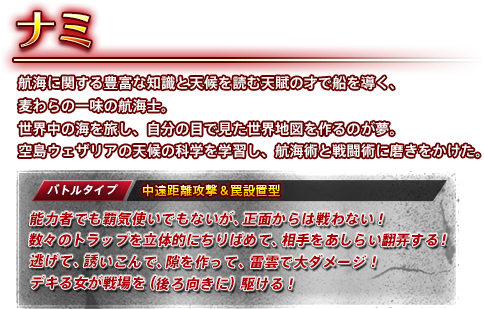 ナミ
航海に関する豊富な知識と天候を読む天賦の才で船を導く、
麦わらの一味の航海士。
世界中の海を旅し、自分の目で見た世界地図を作るのが夢。
空島ウェザリアの天候の科学を学習し、航海術と戦闘術に磨きをかけた。
バトルタイプ 中遠距離攻撃＆罠設置型
能力者でも覇気使いでもないが、正面からは戦わない！
数々のトラップを立体的にちりばめて、相手をあしらい翻弄する！
逃げて、誘いこんで、隙を作って、雷雲で大ダメージ！
デキる女が戦場を（後ろ向きに）駆ける！